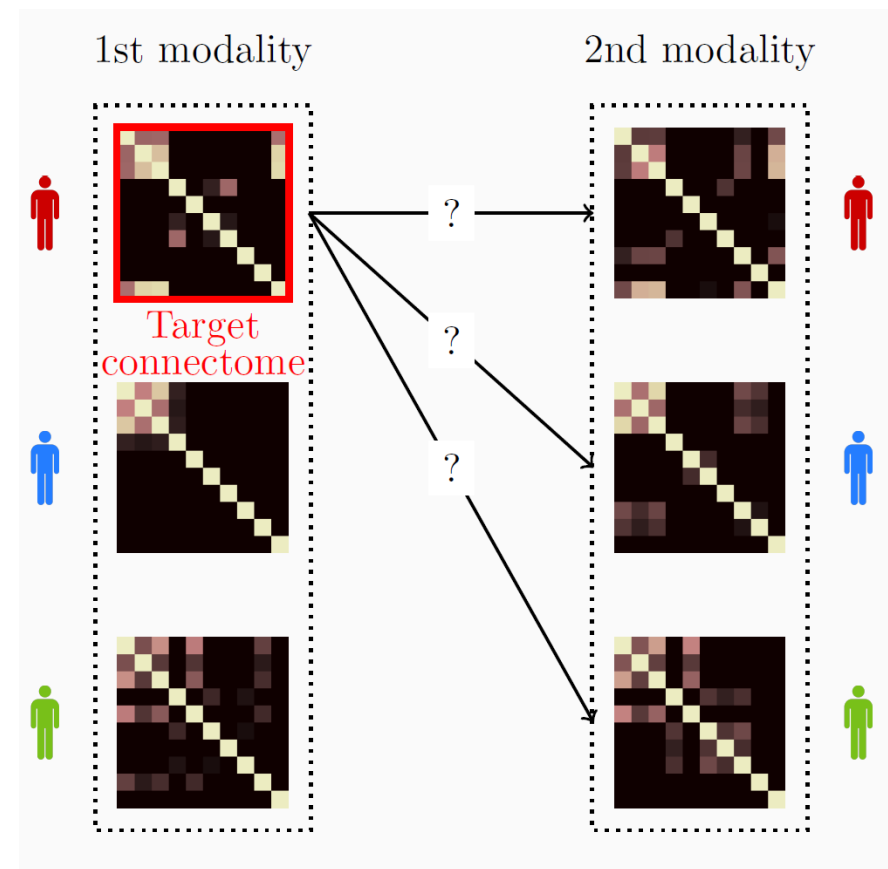 1st modality
2nd modality
?
Target
connectome
?
?